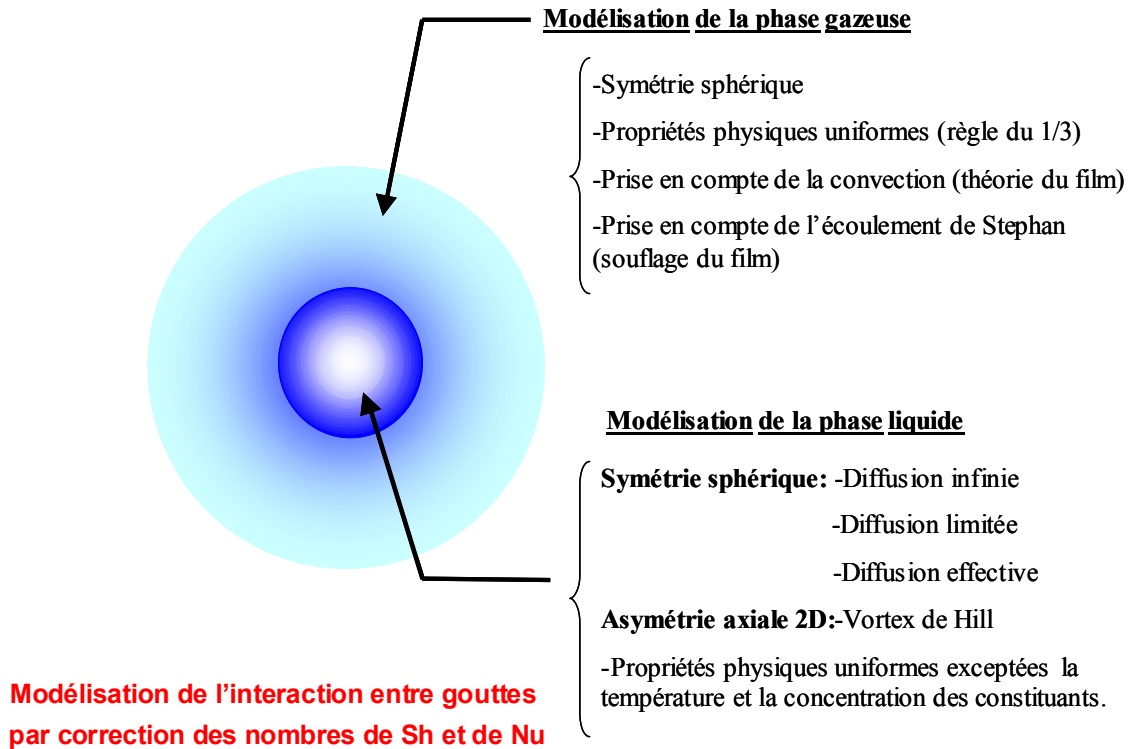 Modélisation de la phase gazeuse
-Symétrie sphérique
-Propriétés physiques uniformes (règle du 1/3)
-Prise en compte de la convection (théorie du film)
-Prise en compte de l’écoulement de Stephan
(souflage du film)
Modélisation de la phase liquide
Symétrie sphérique: -Diffusion infinie
-Diffusion limitée
-Diffusion effective
Asymétrie axiale 2D:-Vortex de Hill
-Propriétés physiques uniformes exceptées la
température et la concentration des constituants.
Modélisation de l’interaction entre gouttes
par correction des nombres de Sh et de Nu